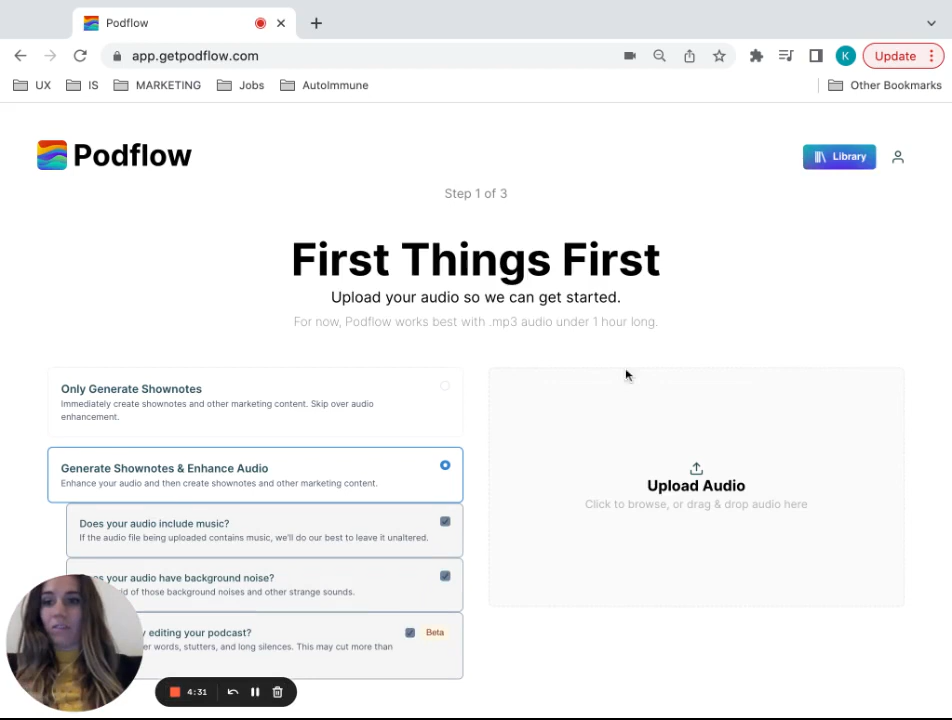 Podflow
app.getpodflow.com
K
Update
UX
IS
MARKETING
Jobs
AutoImmune
Other Bookmarks
Podflow
Library
Step 1 of 3
First Things First
Upload your audio so we can get started.
For now, Podflow works best with .mp3 audio under 1 hour long.
Only Generate Shownotes
Immediately create shownotes and other marketing content. Skip over audio
enhancement.
Generate Shownotes & Enhance Audio
Enhance your audio and then create shownotes and other marketing content.
Does your audio include music?
If the audio file being uploaded contains music, we'll do our best to leave it unaltered.
your audio have background noise?
of those background noises and other strange sounds.
editing your podcast?
Beta
words, stutters, and long silences. This may cut more than
Upload Audio
Click to browse, or drag & drop audio here
4:31